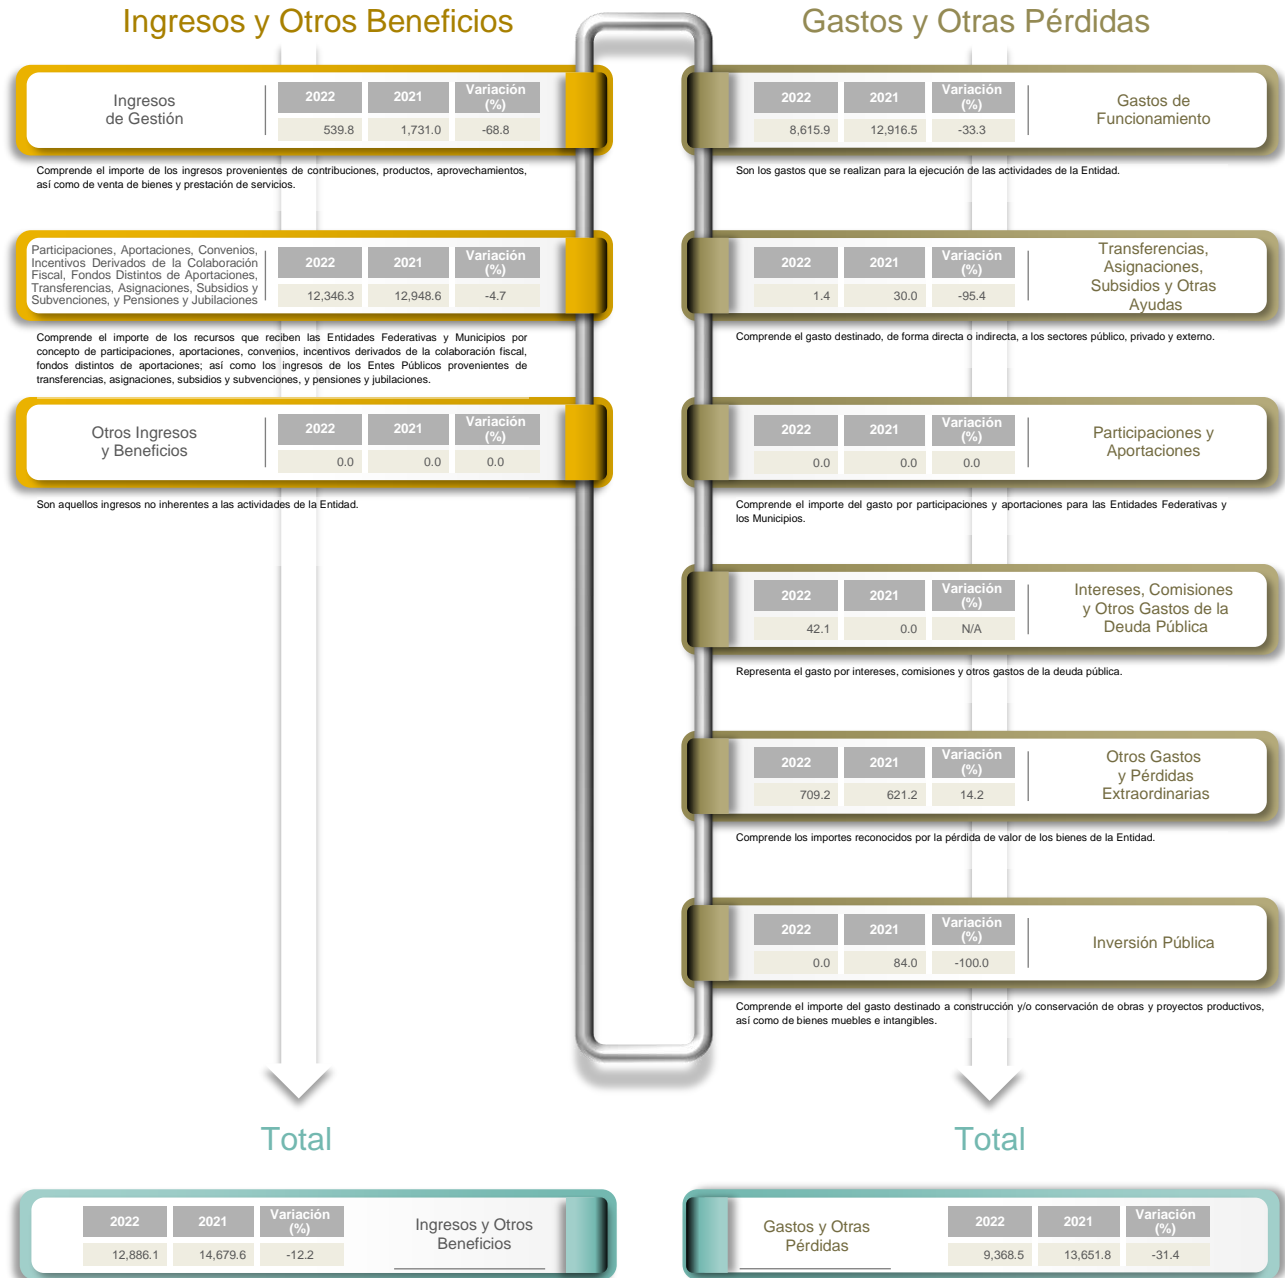 Ingresos y Otros Beneficios
Ingresos
de Gestión
2022 2021 Variación (%)
539.8 1,731.0 -68.8
Comprende el importe de los ingresos provenientes de contribuciones, productos, aprovechamientos,
así como de venta de bienes y prestación de servicios.
Participaciones, Aportaciones, Convenios,
Incentivos Derivados de la Colaboración
Fiscal, Fondos Distintos de Aportaciones,
Transferencias, Asignaciones, Subsidios y
Subvenciones, y Pensiones y Jubilaciones
2022 2021 Variación (%)
12,346.3 12,948.6 -4.7
Comprende el importe de los recursos que reciben las Entidades Federativas y Municipios por
concepto de participaciones, aportaciones, convenios, incentivos derivados de la colaboración fiscal,
fondos distintos de aportaciones; así como los ingresos de los Entes Públicos provenientes de
transferencias, asignaciones, subsidios y subvenciones, y pensiones y jubilaciones.
Otros Ingresos
y Beneficios
2022 2021 Variación (%)
0.0 0.0 0.0
Son aquellos ingresos no inherentes a las actividades de la Entidad.
Total
2022 2021 Variación (%)
12,886.1 14,679.6 -12.2
Ingresos y Otros
Beneficios
Gastos y Otras Pérdidas
2022 2021 Variación (%)
8,615.9 12,916.5 -33.3
Gastos de
Funcionamiento
Son los gastos que se realizan para la ejecución de las actividades de la Entidad.
2022 2021 Variación (%)
1.4 30.0 -95.4
Transferencias,
Asignaciones,
Subsidios y Otras
Ayudas
Comprende el gasto destinado, de forma directa o indirecta, a los sectores público, privado y externo.
2022 2021 Variación (%)
0.0 0.0 0.0
Participaciones y
Aportaciones
Comprende el importe del gasto por participaciones y aportaciones para las Entidades Federativas y
los Municipios.
2022 2021 Variación (%)
42.1 0.0 N/A
Intereses, Comisiones
y Otros Gastos de la
Deuda Pública
Representa el gasto por intereses, comisiones y otros gastos de la deuda pública.
2022 2021 Variación (%)
709.2 621.2 14.2
Otros Gastos
y Pérdidas
Extraordinarias
Comprende los importes reconocidos por la pérdida de valor de los bienes de la Entidad.
2022 2021 Variación (%)
0.0 84.0 -100.0
Inversión Pública
Comprende el importe del gasto destinado a construcción y/o conservación de obras y proyectos productivos,
así como de bienes muebles e intangibles.
Total
Gastos y Otras
Pérdidas
2022 2021 Variación (%)
9,368.5 13,651.8 -31.4